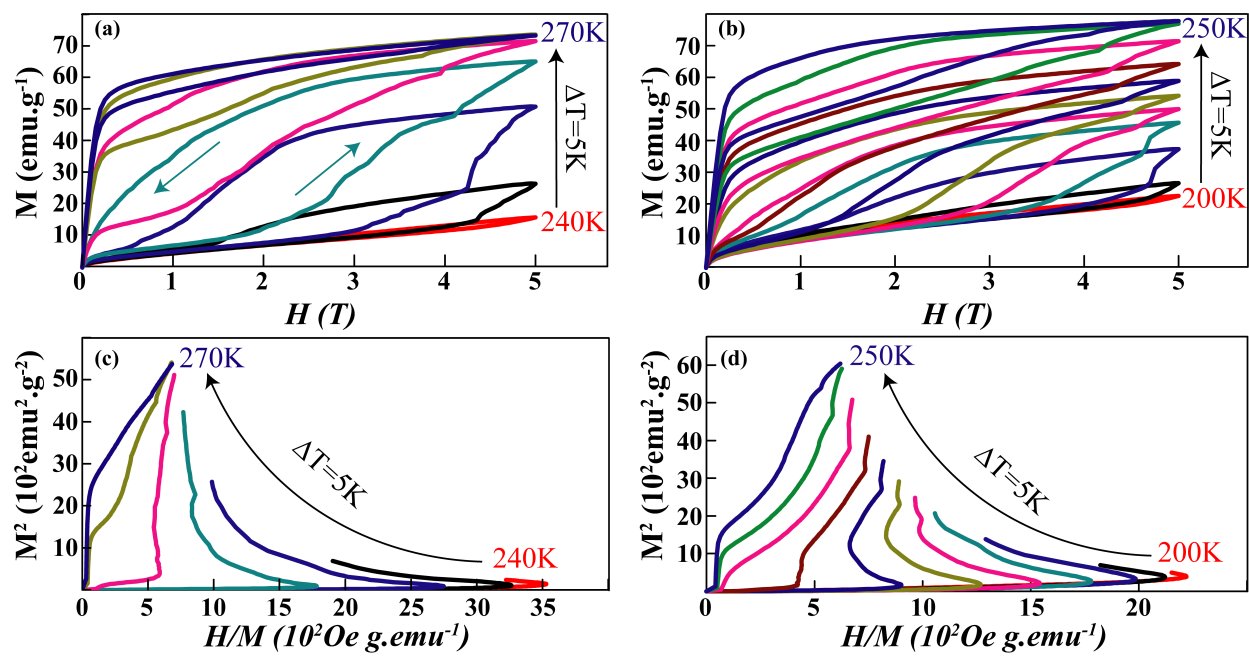 (a)
270K
70
60
50
40
30
20
10
M (emu.g⁻¹)
ΔT=5K
240K
0 1 2 3 4 5
H (T)
(b)
250K
70
60
50
40
30
20
10
M (emu.g⁻¹)
ΔT=5K
200K
0 1 2 3 4 5
H (T)
(c)
270K
50
40
30
20
10
M² (10²emu².g⁻²)
ΔT=5K
240K
0 5 10 15 20 25 30 35
H/M (10²Oe g.emu⁻¹)
(d)
250K
60
50
40
30
20
10
0
M² (10²emu².g⁻²)
ΔT=5K
200K
0 5 10 15 20
H/M (10²Oe g.emu⁻¹)